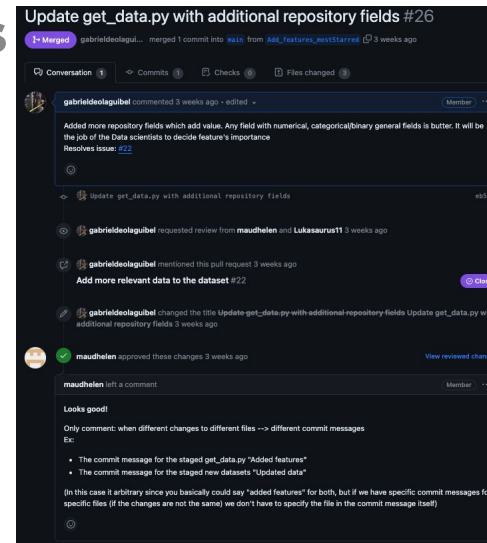 Update get_data.py with additional repository fields #26
Merged gabrieldeolagui... merged 1 commit into main from Add_features_mostStarred 3 weeks ago
Conversation 1 Commits 1 Checks 0 Files changed 3
gabrieldeolaguibel commented 3 weeks ago • edited Member
Added more repository fields which add value. Any field with numerical, categorical/binary general fields is butter. It will be
the job of the Data scientists to decide feature's importance
Resolves issue: #22
Update get_data.py with additional repository fields eb5
gabrieldeolaguibel requested review from maudhelen and Lukasaurus11 3 weeks ago
gabrieldeolaguibel mentioned this pull request 3 weeks ago
Add more relevant data to the dataset #22 Clo
gabrieldeolaguibel changed the title Update get_data.py with additional repository fields Update get_data.py w
additional repository fields 3 weeks ago
maudhelen approved these changes 3 weeks ago View reviewed chan
maudhelen left a comment Member
Looks good!
Only comment: when different changes to different files --> different commit messages
Ex:
• The commit message for the staged get_data.py "Added features"
• The commit message for the staged new datasets "Updated data"
(In this case it arbitrary since you basically could say "added features" for both, but if we have specific commit messages fo
specific files (if the changes are not the same) we don't have to specify the file in the commit message itself)